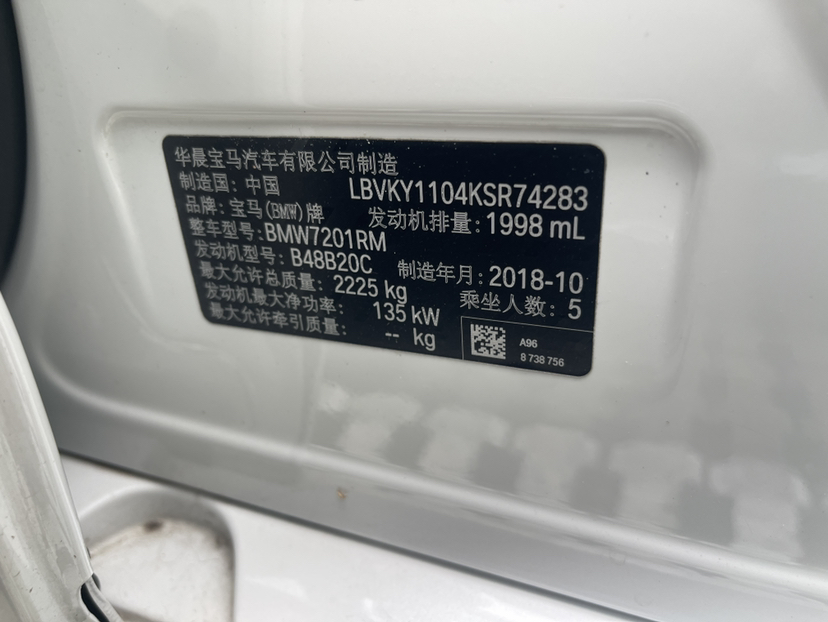 华晨宝马汽车有限公司制造
制造国: 中国 LBVKY1104KSR74283
品牌: 宝马(BMW)牌 发动机排量: 1998 mL
整车型号: BMW7201RM
发动机型号: B48B20C 制造年月: 2018-10
最大允许总质量: 2225 kg 乘坐人数: 5
发动机最大净功率: 135 kW
最大允许牵引质量: -- kg
A96
8 738 756